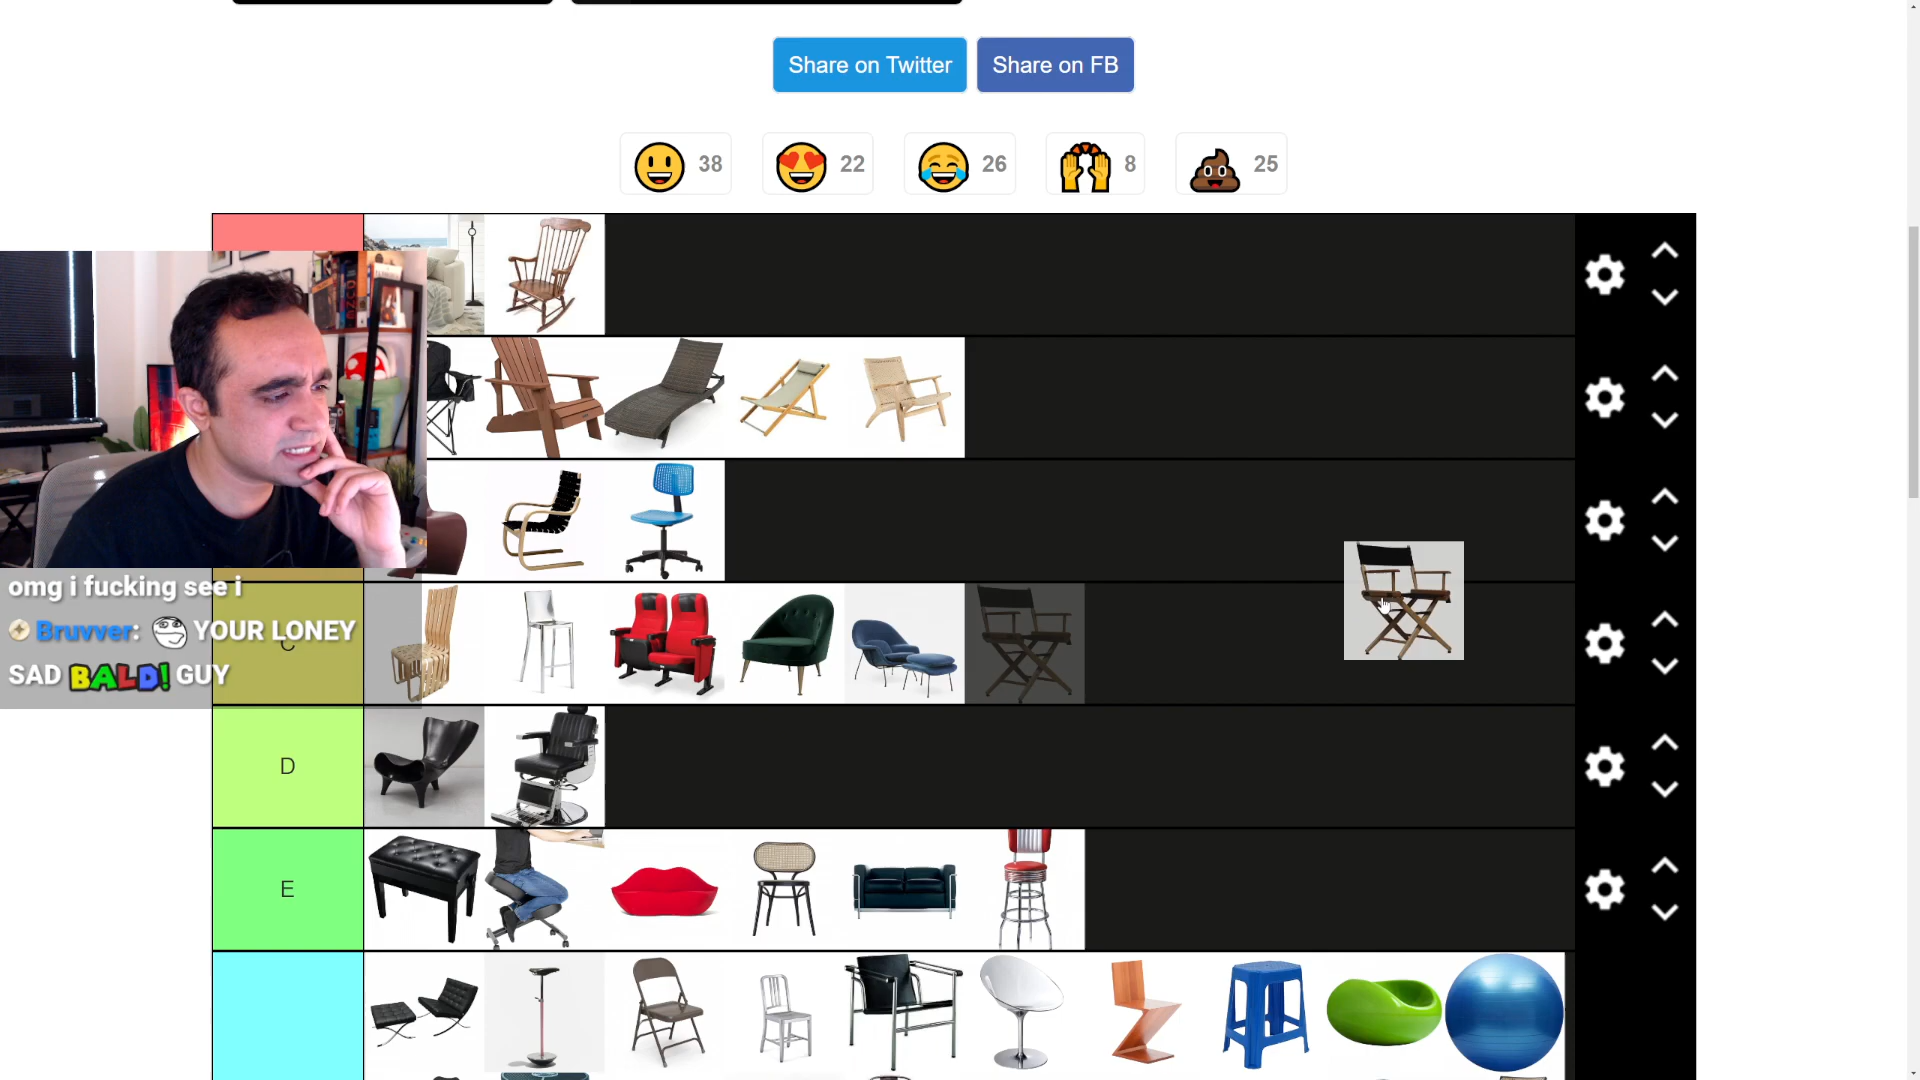 Share on Twitter Share on FB
38 22 26 8 25
omg i fucking see i
Bruvver: YOUR LONEY
SAD BALD! GUY
C
D
E